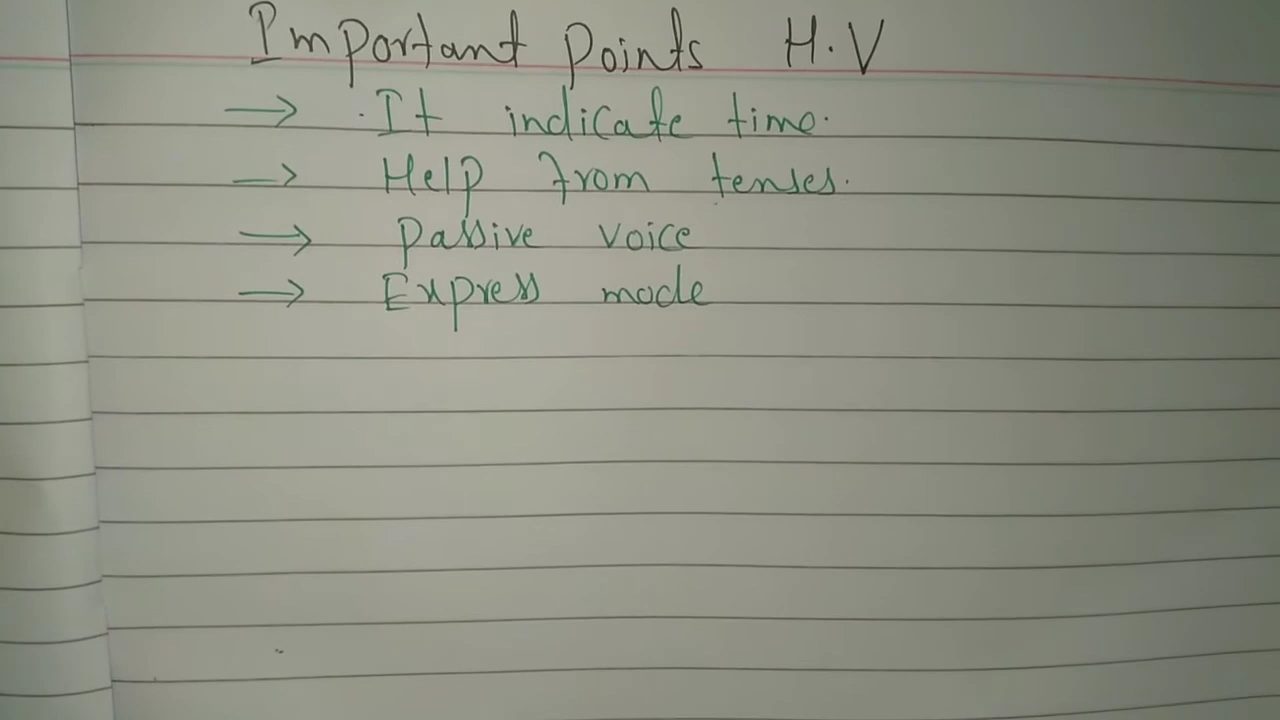 Important Points H.V
→ It indicate time.
→ Help from tenses.
→ Passive voice
→ Express mode